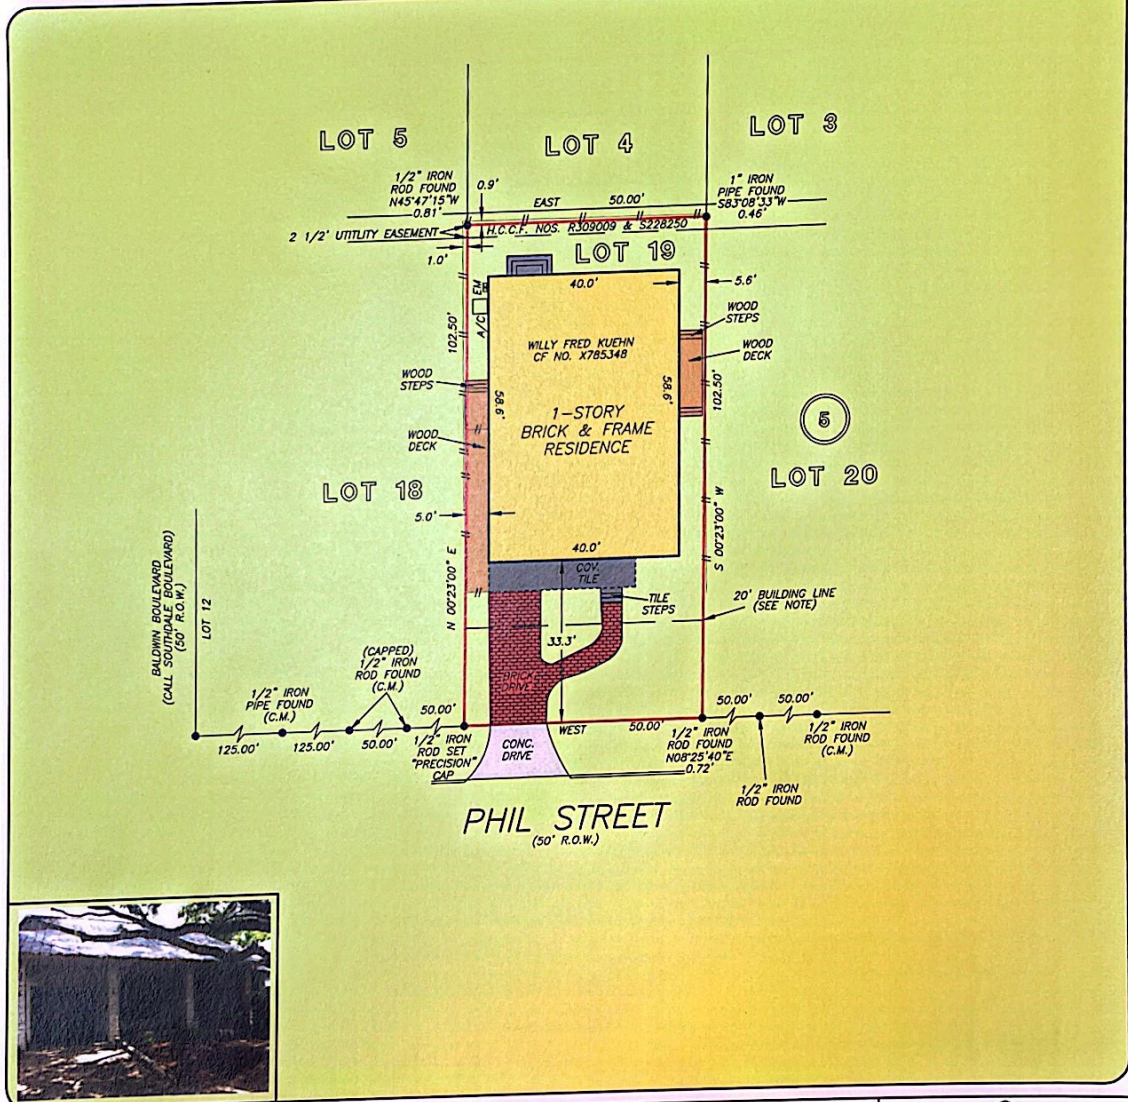 LOT 5
LOT 4
LOT 3
1/2" IRON
ROD FOUND
N45°47'15"W
0.81'
0.9'
EAST 50.00'
1" IRON
PIPE FOUND
S83°08'33"W
0.46'
2 1/2' UTITLITY EASEMENT
H.C.C.F. NOS. R309009 & S228250
LOT 19
1.0'
40.0'
5.6'
EM
A/C
102.50'
WOOD
STEPS
WOOD
DECK
WILLY FRED KUEHN
CF NO. X785348
58.6'
58.6'
102.50'
WOOD
STEPS
WOOD
DECK
1-STORY
BRICK & FRAME
RESIDENCE
5
LOT 18
LOT 20
5.0'
40.0'
N 00°23'00" E
S 00°23'00" W
COV.
TILE
TILE
STEPS
20' BUILDING LINE
(SEE NOTE)
33.3'
BRICK
DRIVE
BALDWIN BOULEVARD
(CALL SOUTHDALE BOULEVARD)
(50' R.O.W.)
LOT 12
(CAPPED)
1/2" IRON
ROD FOUND
(C.M.)
1/2" IRON
PIPE FOUND
(C.M.)
125.00'
125.00'
50.00'
50.00'
1/2" IRON
ROD SET
"PRECISION"
CAP
CONC.
DRIVE
WEST 50.00'
1/2" IRON
ROD FOUND
N08°25'40"E
0.72'
50.00'
50.00'
1/2" IRON
ROD FOUND
(C.M.)
1/2" IRON
ROD FOUND
PHIL STREET
(50' R.O.W.)